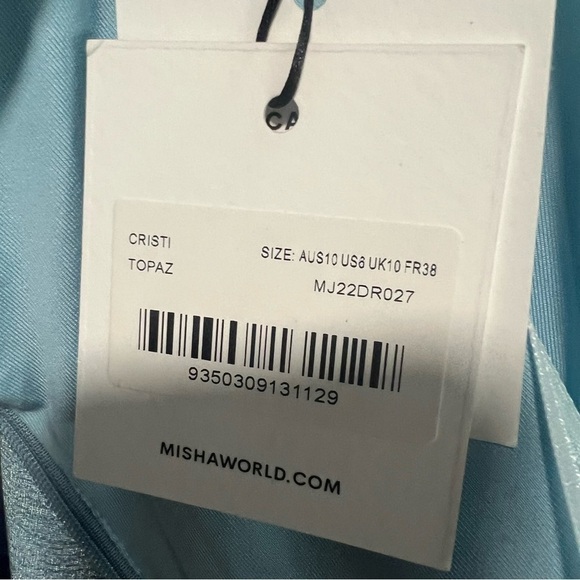 CA
CRISTI
SIZE: AUS10 US6 UK10 FR38
TOPAZ
MJ22DR027
9350309131129
MISHAWORLD.COM